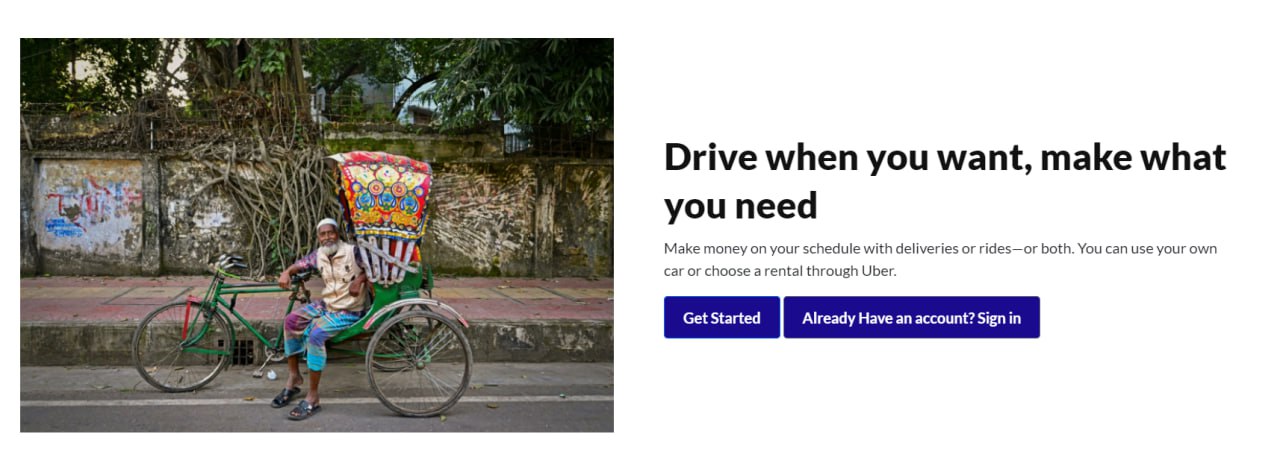 Drive when you want, make what
you need
Make money on your schedule with deliveries or rides—or both. You can use your own
car or choose a rental through Uber.
Get Started
Already Have an account? Sign in